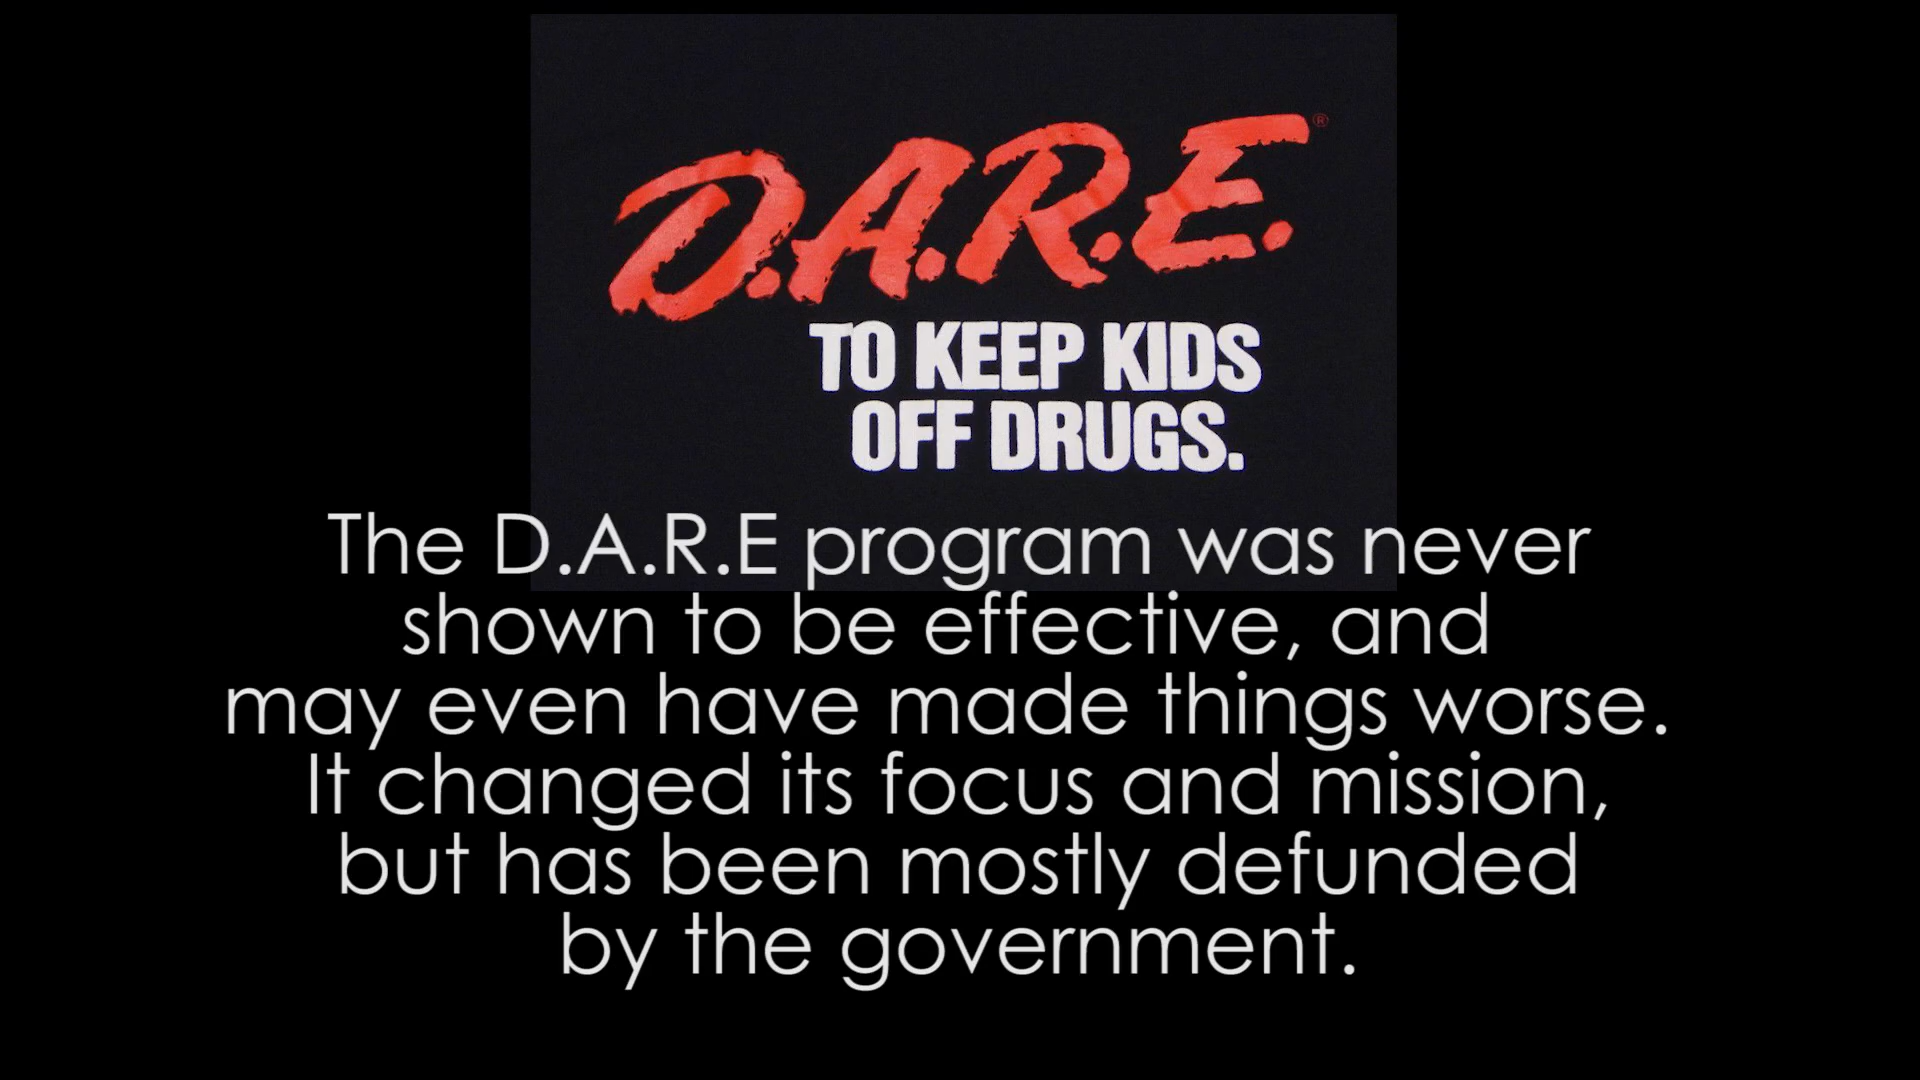 D.A.R.E.®
TO KEEP KIDS
OFF DRUGS.
The D.A.R.E program was never
shown to be effective, and
may even have made things worse.
It changed its focus and mission,
but has been mostly defunded
by the government.